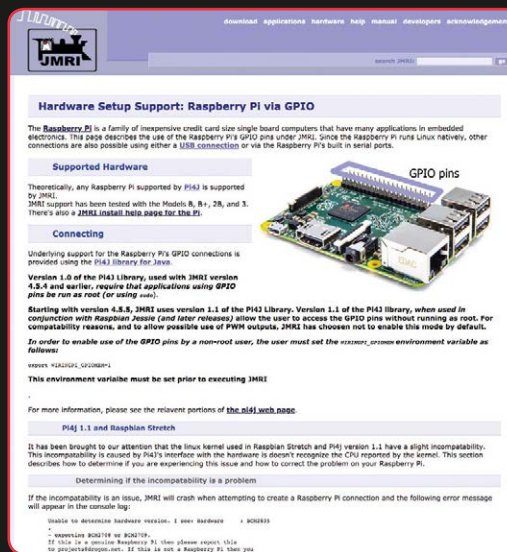 download applications hardware help manual developers acknowledgemen
JMRI
search JMRI:
go
Hardware Setup Support: Raspberry Pi via GPIO
The Raspberry Pi is a family of inexpensive credit card size single board computers that have many applications in embedded
electronics. This page describes the use of the Raspberry Pi's GPIO pins under JMRI. Since the Raspberry Pi runs Linux natively, other
connections are also possible using either a USB connection or via the Raspberry Pi's built in serial ports.
Supported Hardware
Theoretically, any Raspberry Pi supported by Pi4J is supported
by JMRI.
JMRI support has been tested with the Models B, B+, 2B, and 3.
There's also a JMRI install help page for the Pi.
GPIO pins
Connecting
Underlying support for the Raspberry Pi's GPIO connections is
provided using the Pi4J library for Java.
Version 1.0 of the Pi4J Library, used with JMRI version
4.5.4 and earlier, require that applications using GPIO
pins be run as root (or using sudo).
Starting with version 4.5.5, JMRI uses version 1.1 of the Pi4J Library. Version 1.1 of the Pi4J library, when used in
conjunction with Raspbian Jessie (and later releases) allow the user to access the GPIO pins without running as root. For
compatability reasons, and to allow possible use of PWM outputs, JMRI has choosen not to enable this mode by default.
In order to enable use of the GPIO pins by a non-root user, the user must set the WIRINGPI_GPIOMEM environment variable as
follows:
export WIRINGPI_GPIOMEM=1
This environment varialbe must be set prior to executing JMRI
.
For more information, please see the relavent portions of the pi4j web page.
Pi4j 1.1 and Raspbian Stretch
It has been brought to our attention that the linux kernel used in Raspbian Stretch and Pi4j version 1.1 have a slight incompatability.
This incompatability is caused by Pi4J's interface with the hardware is doesn't recognize the CPU reported by the kernel. This section
describes how to determine if you are experiencing this issue and how to correct the problem on your Raspberry Pi.
Determining if the incompatability is a problem
If the incompatability is an issue, JMRI will crash when attempting to create a Raspberry Pi connection and the following error message
will appear in the console log:
Unable to determine hardware version. I see: Hardware : BCM2835
,
- expecting BCM2708 or BCM2709.
If this is a genuine Raspberry Pi then please report this
to projects@drogon.net. If this is not a Raspberry Pi then you